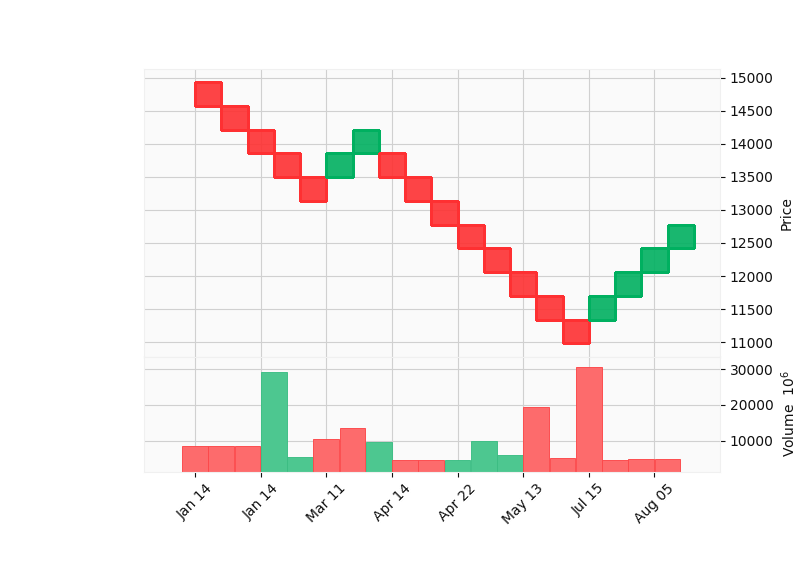 15000
14500
14000
13500
13000
12500
12000
11500
11000
Price
30000
20000
10000
Volume 10^6
Jan 14
Jan 14
Mar 11
Apr 14
Apr 22
May 13
Jul 15
Aug 05